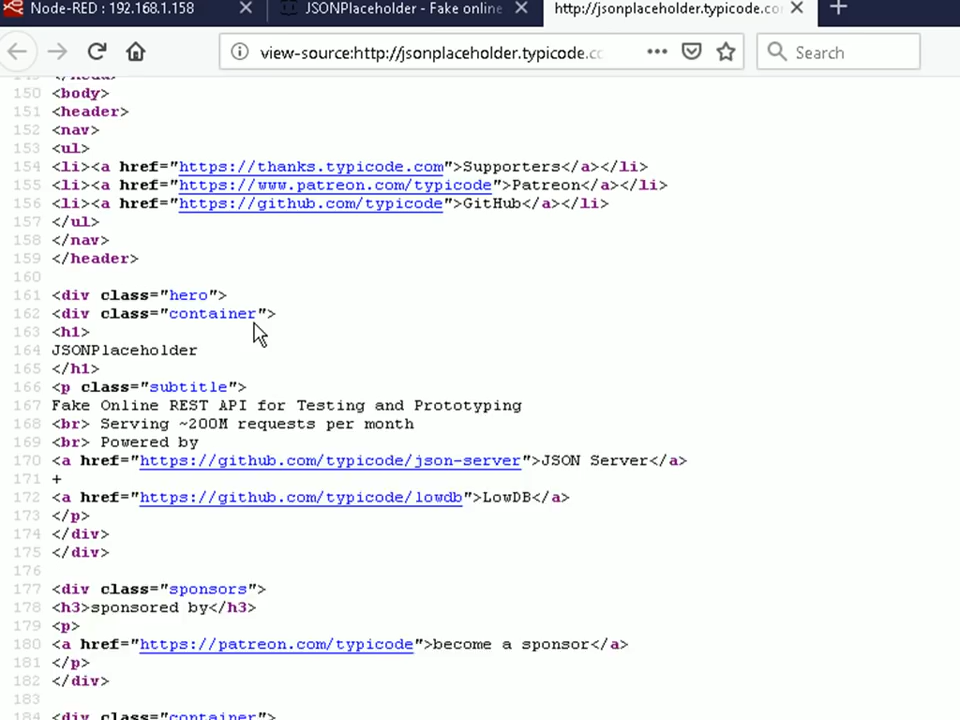 Node-RED : 192.168.1.158
JSONPlaceholder - Fake online
http://jsonplaceholder.typicode.co
view-source:http://jsonplaceholder.typicode.c
Search
150 <body>
151 <header>
152 <nav>
153 <ul>
154 <li><a href="https://thanks.typicode.com">Supporters</a></li>
155 <li><a href="https://www.patreon.com/typicode">Patreon</a></li>
156 <li><a href="https://github.com/typicode">GitHub</a></li>
157 </ul>
158 </nav>
159 </header>
160
161 <div class="hero">
162 <div class="container">
163 <h1>
164 JSONPlaceholder
165 </h1>
166 <p class="subtitle">
167 Fake Online REST API for Testing and Prototyping
168 <br> Serving ~200M requests per month
169 <br> Powered by
170 <a href="https://github.com/typicode/json-server">JSON Server</a>
171 +
172 <a href="https://github.com/typicode/lowdb">LowDB</a>
173 </p>
174 </div>
175 </div>
176
177 <div class="sponsors">
178 <h3>sponsored by</h3>
179 <p>
180 <a href="https://patreon.com/typicode">become a sponsor</a>
181 </p>
182 </div>
183
184 <div class="container">